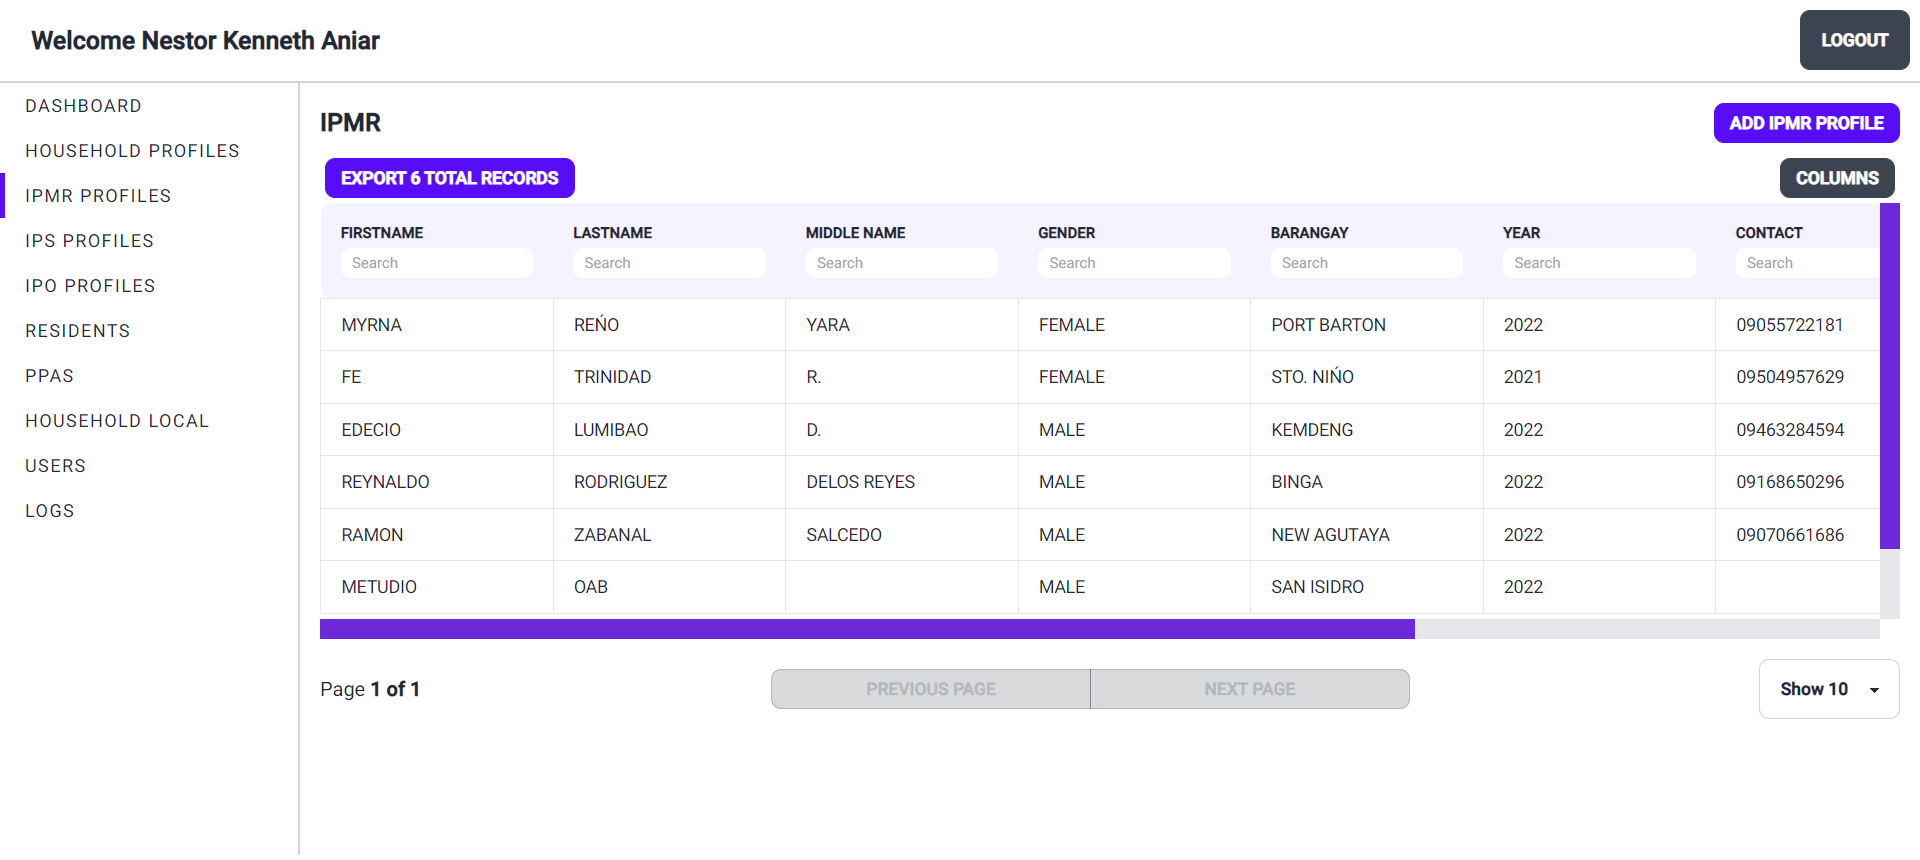 Welcome Nestor Kenneth Aniar
LOGOUT
DASHBOARD
HOUSEHOLD PROFILES
IPMR PROFILES
IPS PROFILES
IPO PROFILES
RESIDENTS
PPAS
HOUSEHOLD LOCAL
USERS
LOGS
IPMR
ADD IPMR PROFILE
EXPORT 6 TOTAL RECORDS
COLUMNS
FIRSTNAME LASTNAME MIDDLE NAME GENDER BARANGAY YEAR CONTACT
Search Search Search Search Search Search Search
MYRNA REŃO YARA FEMALE PORT BARTON 2022 09055722181
FE TRINIDAD R. FEMALE STO. NIŃO 2021 09504957629
EDECIO LUMIBAO D. MALE KEMDENG 2022 09463284594
REYNALDO RODRIGUEZ DELOS REYES MALE BINGA 2022 09168650296
RAMON ZABANAL SALCEDO MALE NEW AGUTAYA 2022 09070661686
METUDIO OAB MALE SAN ISIDRO 2022
Page 1 of 1
PREVIOUS PAGE NEXT PAGE
Show 10